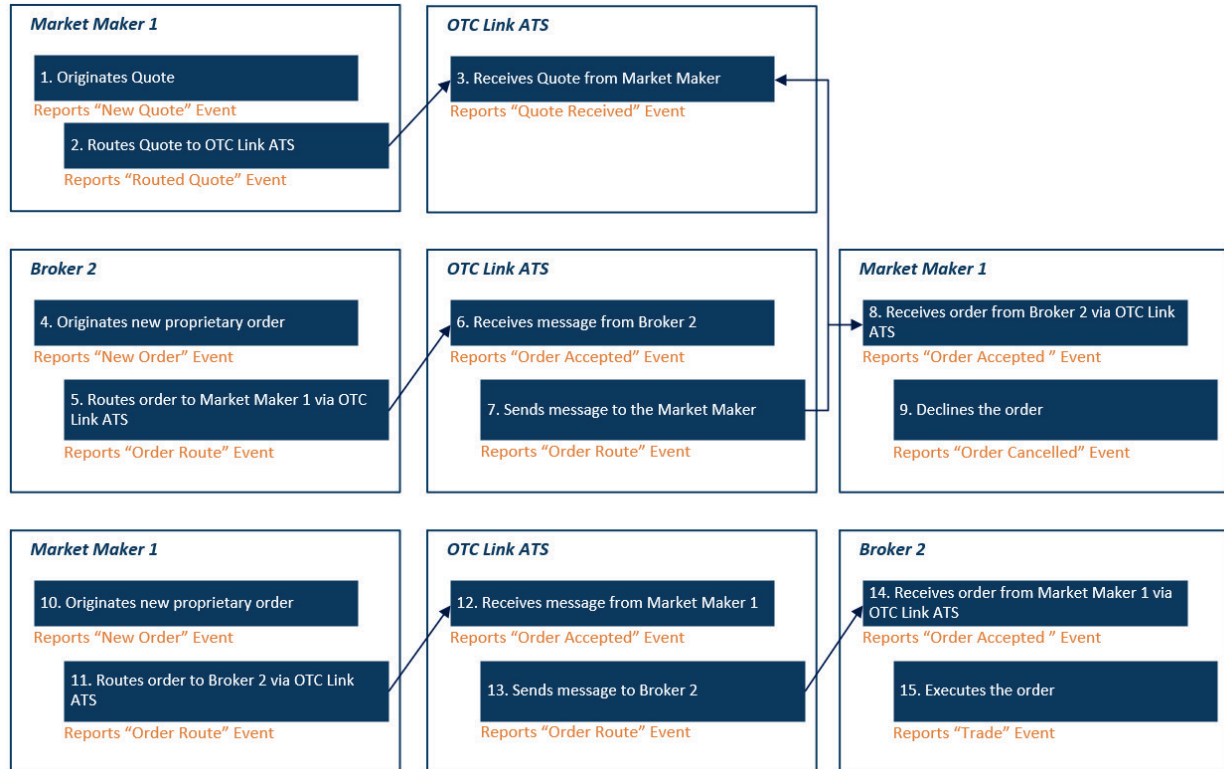 Market Maker 1
1. Originates Quote
Reports “New Quote” Event
2. Routes Quote to OTC Link ATS
Reports “Routed Quote” Event
OTC Link ATS
3. Receives Quote from Market Maker
Reports “Quote Received” Event
Broker 2
4. Originates new proprietary order
Reports “New Order” Event
5. Routes order to Market Maker 1 via OTC
Link ATS
Reports “Order Route” Event
OTC Link ATS
6. Receives message from Broker 2
Reports “Order Accepted” Event
7. Sends message to the Market Maker
Reports “Order Route” Event
Market Maker 1
8. Receives order from Broker 2 via OTC Link
ATS
Reports “Order Accepted ” Event
9. Declines the order
Reports “Order Cancelled” Event
Market Maker 1
10. Originates new proprietary order
Reports “New Order” Event
11. Routes order to Broker 2 via OTC Link
ATS
Reports “Order Route” Event
OTC Link ATS
12. Receives message from Market Maker 1
Reports “Order Accepted” Event
13. Sends message to Broker 2
Reports “Order Route” Event
Broker 2
14. Receives order from Market Maker 1 via
OTC Link ATS
Reports “Order Accepted ” Event
15. Executes the order
Reports “Trade” Event